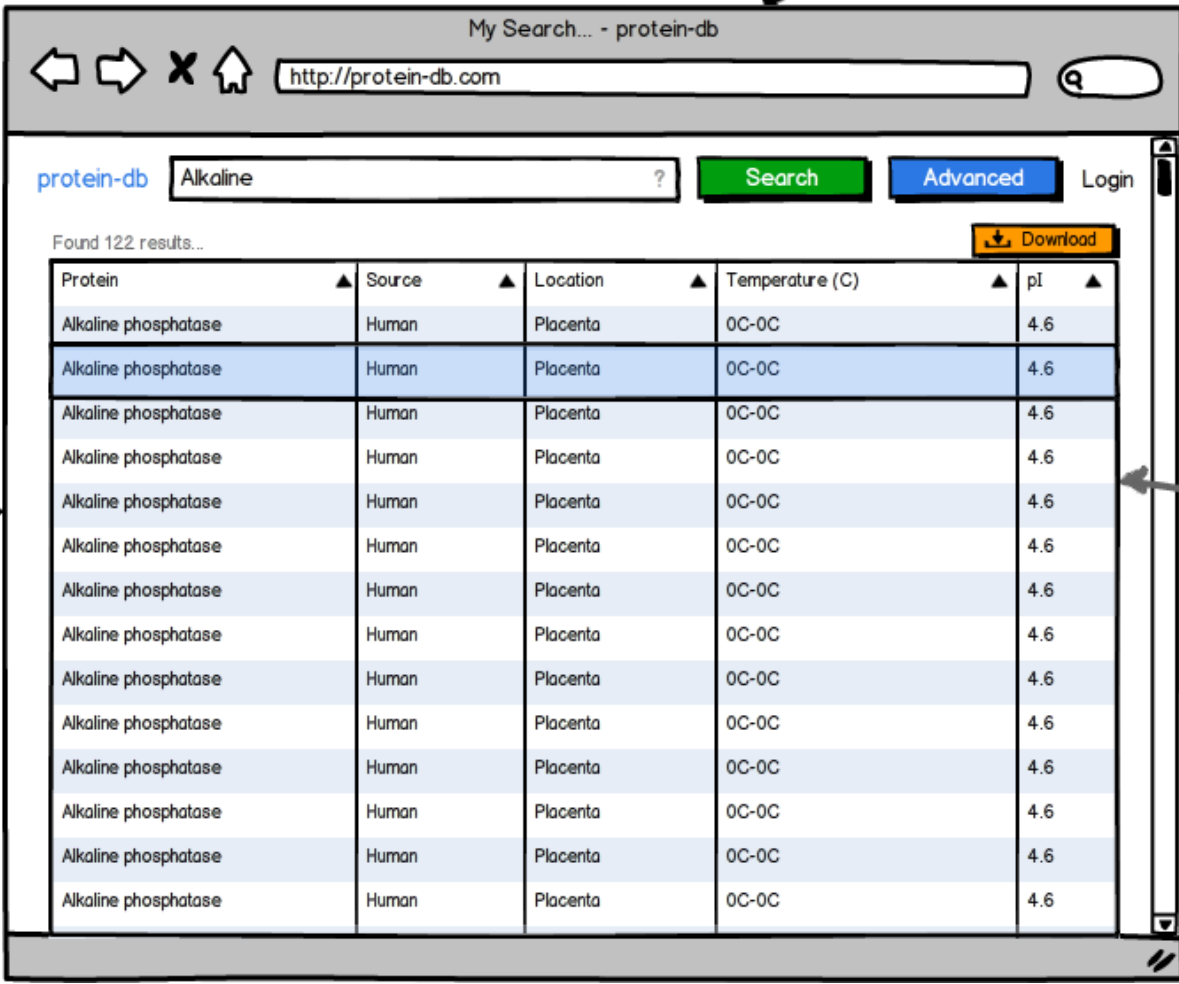 My Search... - protein-db
http://protein-db.com
protein-db Alkaline ? Search Advanced Login
Found 122 results... Download
Protein Source Location Temperature (C) pI
Alkaline phosphatase Human Placenta 0C-0C 4.6
Alkaline phosphatase Human Placenta 0C-0C 4.6
Alkaline phosphatase Human Placenta 0C-0C 4.6
Alkaline phosphatase Human Placenta 0C-0C 4.6
Alkaline phosphatase Human Placenta 0C-0C 4.6
Alkaline phosphatase Human Placenta 0C-0C 4.6
Alkaline phosphatase Human Placenta 0C-0C 4.6
Alkaline phosphatase Human Placenta 0C-0C 4.6
Alkaline phosphatase Human Placenta 0C-0C 4.6
Alkaline phosphatase Human Placenta 0C-0C 4.6
Alkaline phosphatase Human Placenta 0C-0C 4.6
Alkaline phosphatase Human Placenta 0C-0C 4.6
Alkaline phosphatase Human Placenta 0C-0C 4.6
Alkaline phosphatase Human Placenta 0C-0C 4.6